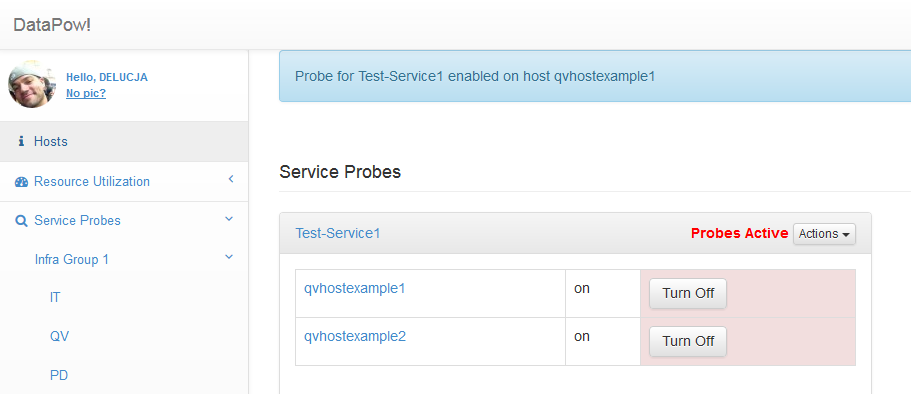 DataPow!
Hello, DELUCJA
No pic?
Hosts
Resource Utilization
Service Probes
Infra Group 1
IT
QV
PD
Probe for Test-Service1 enabled on host qvhostexample1
Service Probes
Test-Service1 Probes Active Actions
qvhostexample1 on Turn Off
qvhostexample2 on Turn Off